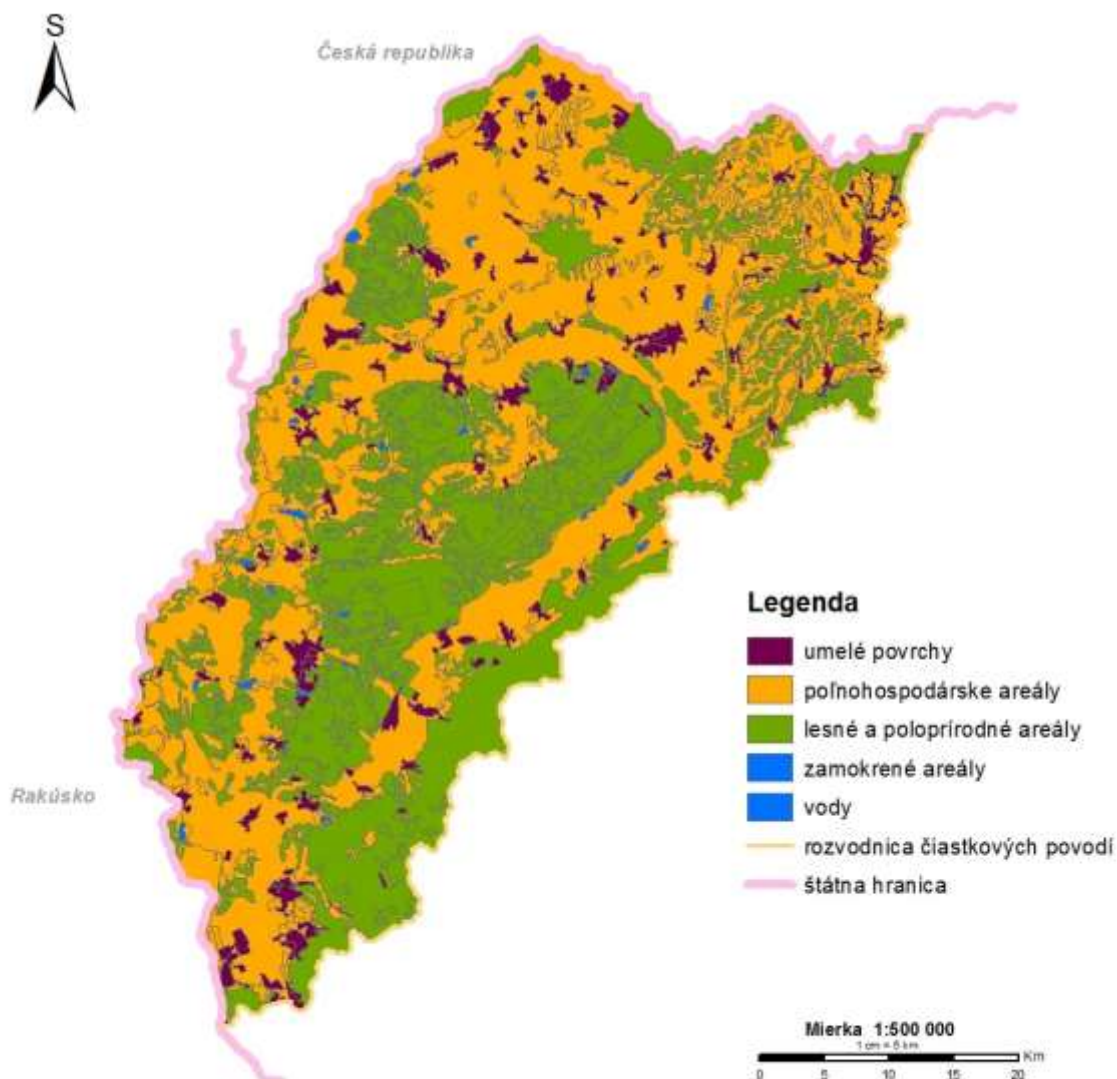 S
Česká republika
Rakúsko
Legenda
umelé povrchy
poľnohospodárske areály
lesné a poloprírodné areály
zamokrené areály
vody
rozvodnica čiastkových povodí
štátna hranica
Mierka 1:500 000
1 cm = 5 km
Km
0 5 10 15 20